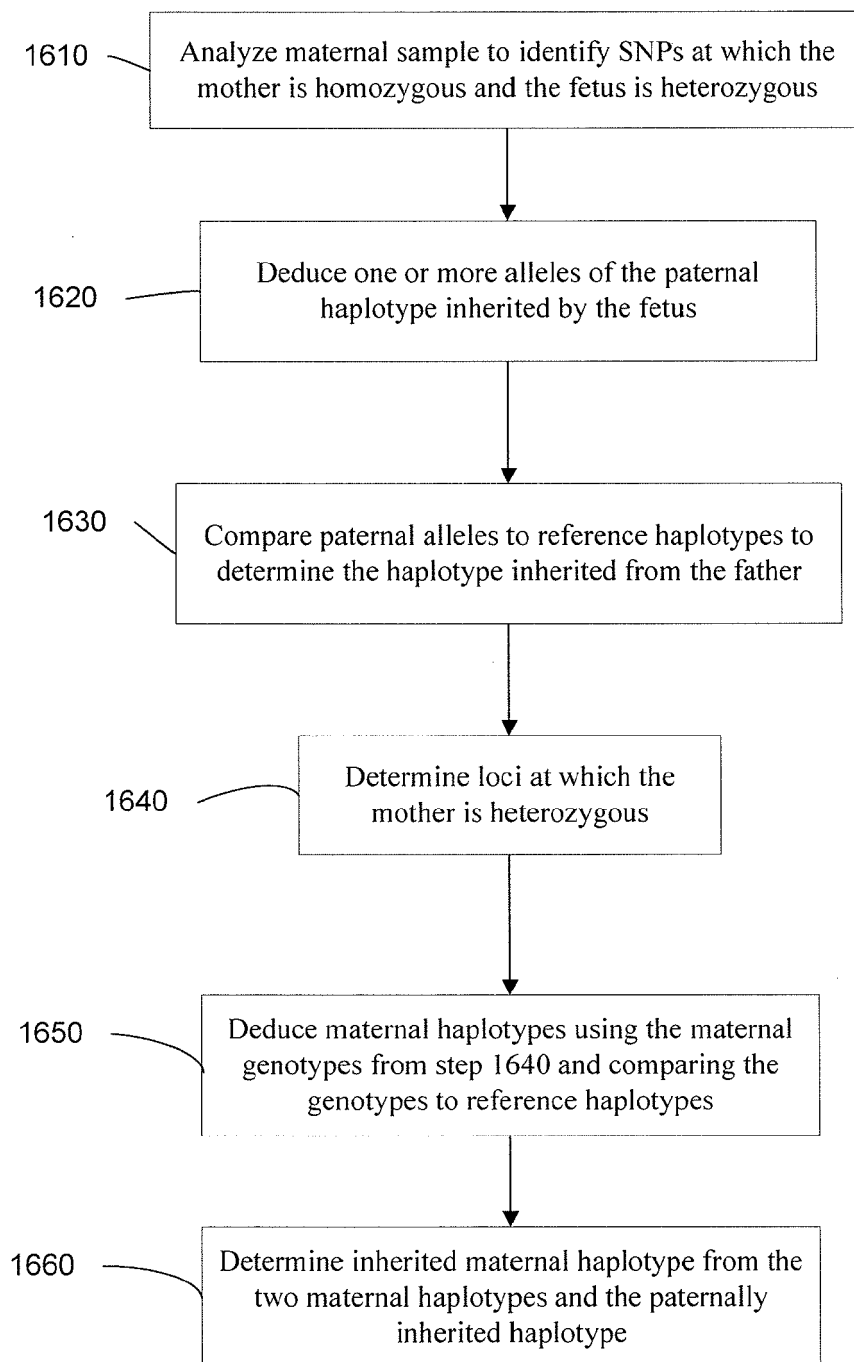 1610
Analyze maternal sample to identify SNPs at which the
mother is homozygous and the fetus is heterozygous
1620
Deduce one or more alleles of the paternal
haplotype inherited by the fetus
1630
Compare paternal alleles to reference haplotypes to
determine the haplotype inherited from the father
1640
Determine loci at which the
mother is heterozygous
1650
Deduce maternal haplotypes using the maternal
genotypes from step 1640 and comparing the
genotypes to reference haplotypes
1660
Determine inherited maternal haplotype from the
two maternal haplotypes and the paternally
inherited haplotype